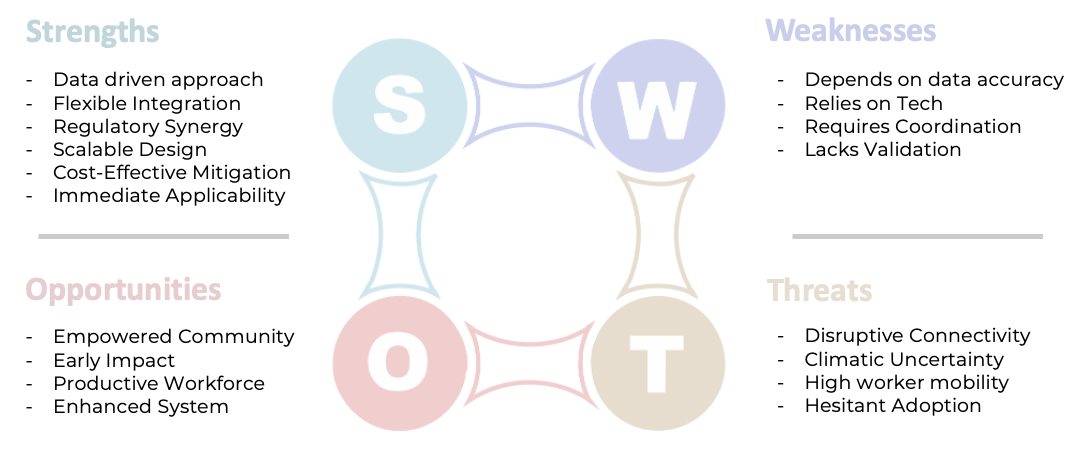 Strengths
- Data driven approach
- Flexible Integration
- Regulatory Synergy
- Scalable Design
- Cost-Effective Mitigation
- Immediate Applicability
S
W
Weaknesses
- Depends on data accuracy
- Relies on Tech
- Requires Coordination
- Lacks Validation
Opportunities
- Empowered Community
- Early Impact
- Productive Workforce
- Enhanced System
O
T
Threats
- Disruptive Connectivity
- Climatic Uncertainty
- High worker mobility
- Hesitant Adoption